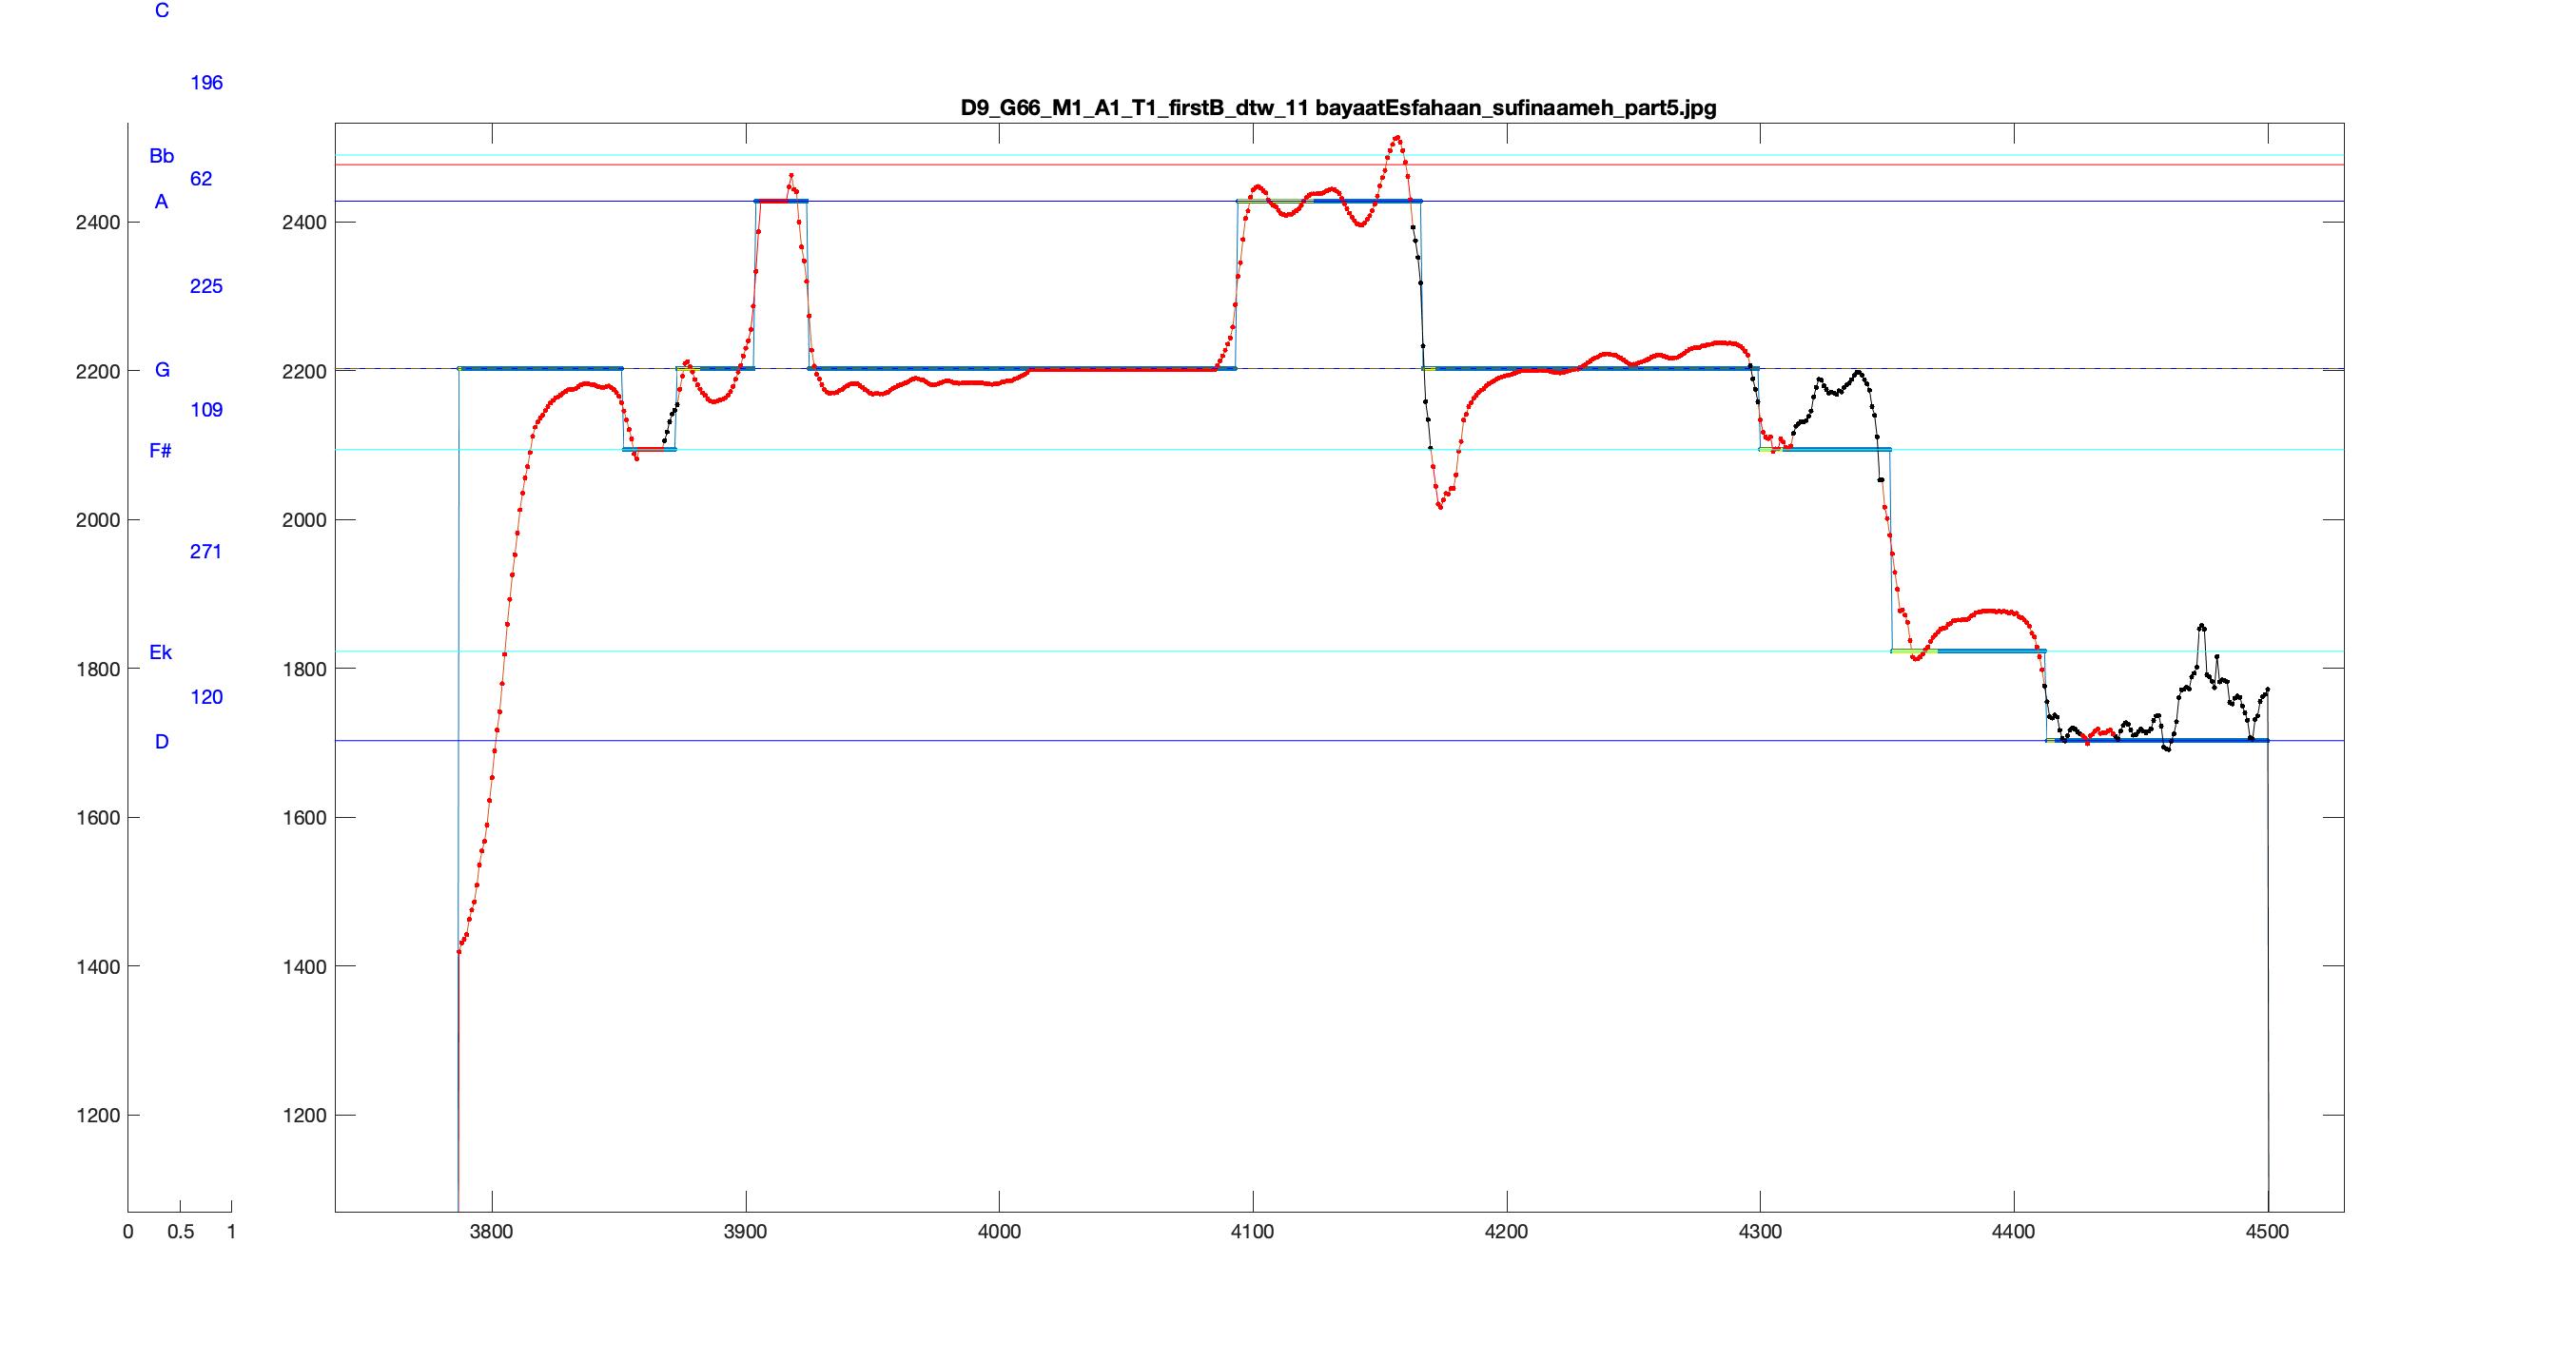 C
196
D9_G66_M1_A1_T1_firstB_dtw_11 bayaatEsfahaan_sufinaameh_part5.jpg
Bb
62
A
2400 2400
225
2200 G 2200
109
F#
2000 2000
271
Ek
1800 1800
120
D
1600 1600
1400 1400
1200 1200
0 0.5 1 3800 3900 4000 4100 4200 4300 4400 4500